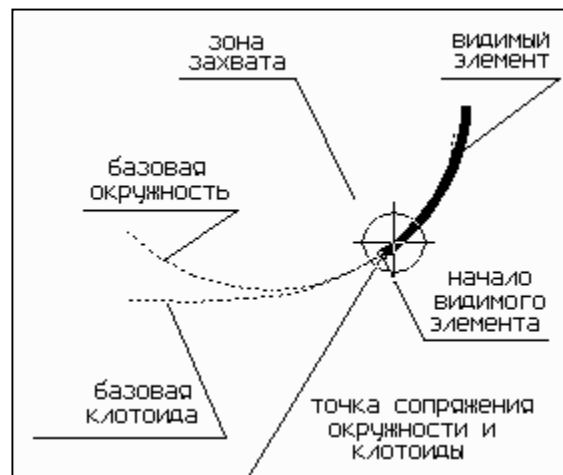 зона
захвата
видимый
элемент
базовая
окружность
начало
видимого
элемента
базовая
клотоида
точка сопряжения
окружности и
клотоиды